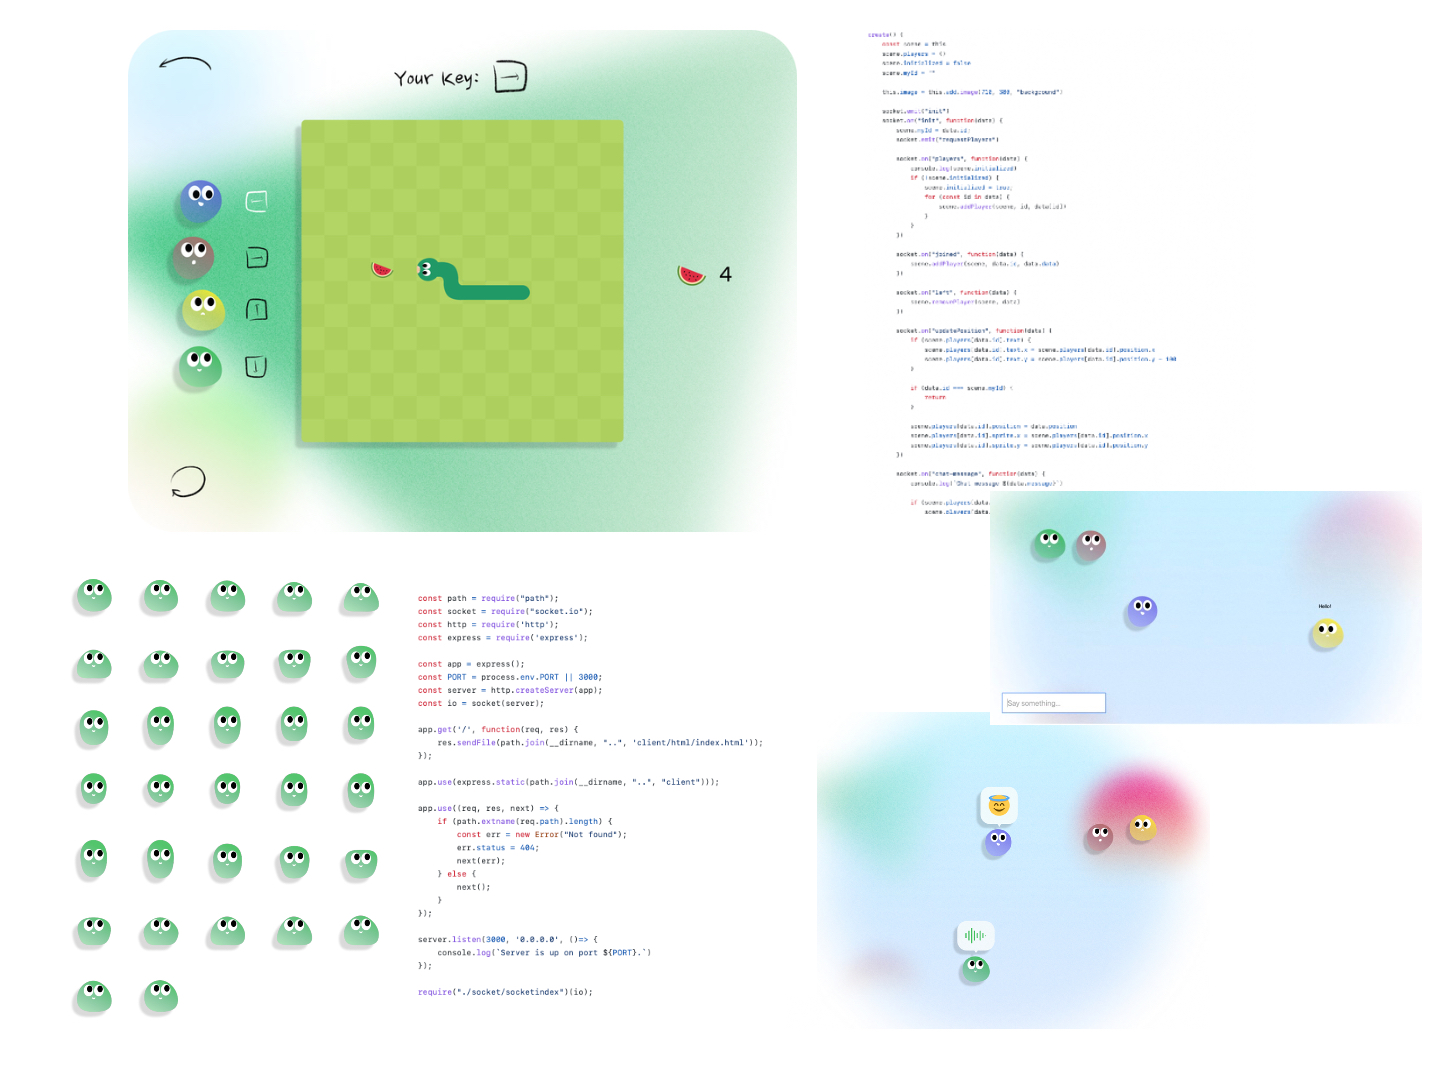 Your Key:
4
create() {
const scene = this
scene.players = {}
scene.initialized = false
scene.myId = ""
this.image = this.add.image(710, 300, "background")
socket.emit("init")
socket.on("init", function(data) {
scene.myId = data.id;
socket.emit("requestPlayers")
socket.on("players", function(data) {
console.log(scene.initialized)
if (!scene.initialized) {
scene.initialized = true;
for (const id in data) {
scene.addPlayer(scene, id, data[id])
}
}
})
socket.on("joined", function(data) {
scene.addPlayer(scene, data.id, data.data)
})
socket.on("left", function(data) {
scene.removePlayer(scene, data)
})
socket.on("updatePosition", function(data) {
if (scene.players[data.id].text) {
scene.players[data.id].text.x = scene.players[data.id].position.x
scene.players[data.id].text.y = scene.players[data.id].position.y - 100
}
if (data.id === scene.myId) {
return
}
scene.players[data.id].position = data.position
scene.players[data.id].sprite.x = scene.players[data.id].position.x
scene.players[data.id].sprite.y = scene.players[data.id].position.y
})
socket.on("chat-message", function(data) {
console.log(`Chat message ${data.message}`)
if (scene.players[data.
scene.players[data.
Hello!
Say something...
const path = require("path");
const socket = require("socket.io");
const http = require('http');
const express = require('express');
const app = express();
const PORT = process.env.PORT || 3000;
const server = http.createServer(app);
const io = socket(server);
app.get('/', function(req, res) {
res.sendFile(path.join(__dirname, "..", 'client/html/index.html'));
});
app.use(express.static(path.join(__dirname, "..", "client")));
app.use((req, res, next) => {
if (path.extname(req.path).length) {
const err = new Error("Not found");
err.status = 404;
next(err);
} else {
next();
}
});
server.listen(3000, '0.0.0.0', ()=> {
console.log(`Server is up on port ${PORT}.`)
});
require("./socket/socketindex")(io);